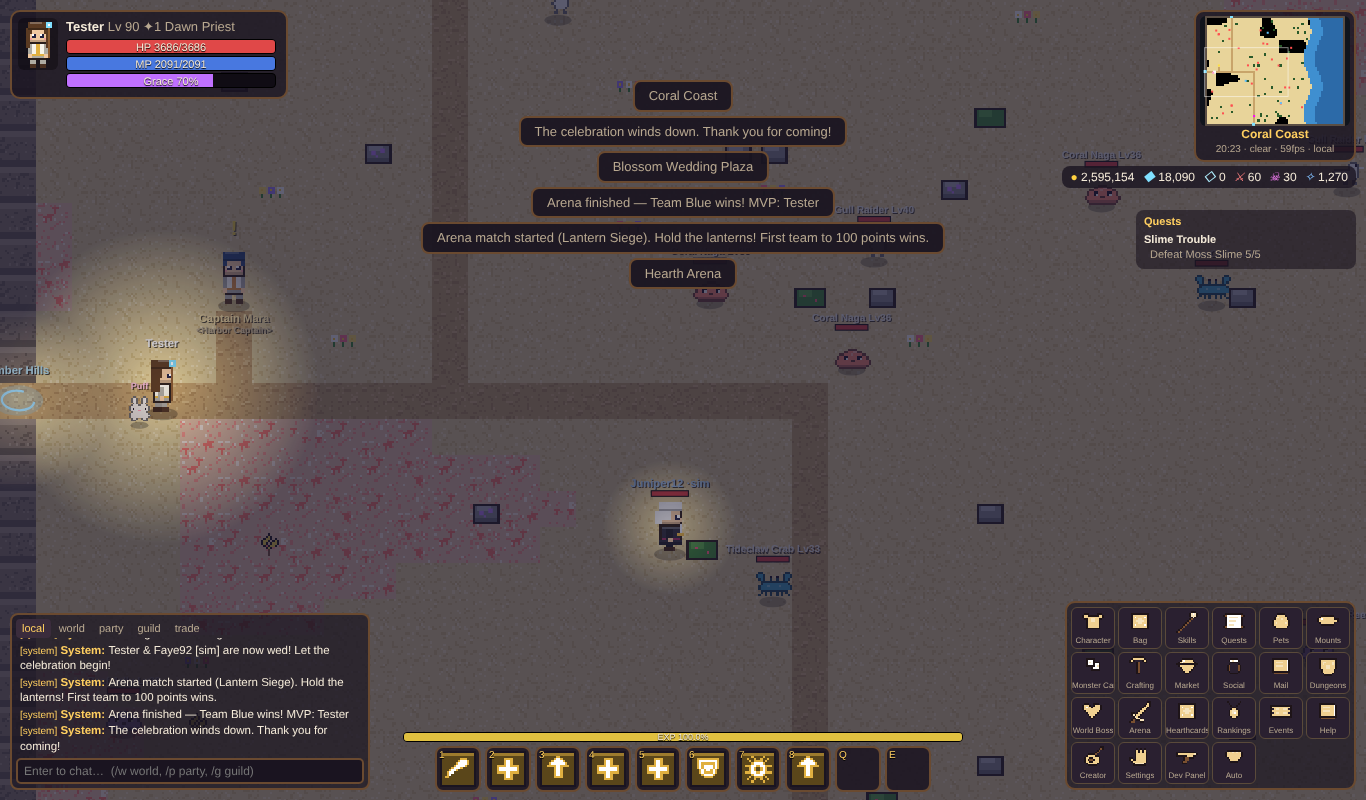 Tester Lv 90 ✦1 Dawn Priest
HP 3686/3686
MP 2091/2091
Grace 70%
Coral Coast
The celebration winds down. Thank you for coming!
Blossom Wedding Plaza
Arena finished — Team Blue wins! MVP: Tester
Arena match started (Lantern Siege). Hold the lanterns! First team to 100 points wins.
Hearth Arena
Coral Coast
20:23 · clear · 59fps · local
2,595,154 18,090 0 60 30 1,270
Quests
Slime Trouble
Defeat Moss Slime 5/5
Coral Naga Lv36
Gull Raider Lv40
Coral Naga Lv36
Captain Mara
<Harbor Captain>
Tester
mber Hills
Puff
Juniper12 ·sim
Tideclaw Crab Lv33
local world party guild trade
[system] System: Tester & Faye92 [sim] are now wed! Let the
celebration begin!
[system] System: Arena match started (Lantern Siege). Hold the
lanterns! First team to 100 points wins.
[system] System: Arena finished — Team Blue wins! MVP: Tester
[system] System: The celebration winds down. Thank you for
coming!
Enter to chat… (/w world, /p party, /g guild)
EXP 100.0%
1 2 3 4 5 6 7 8 Q E
Character Bag Skills Quests Pets Mounts
Monster Ca Crafting Market Social Mail Dungeons
World Boss Arena Hearthcards Rankings Events Help
Creator Settings Dev Panel Auto